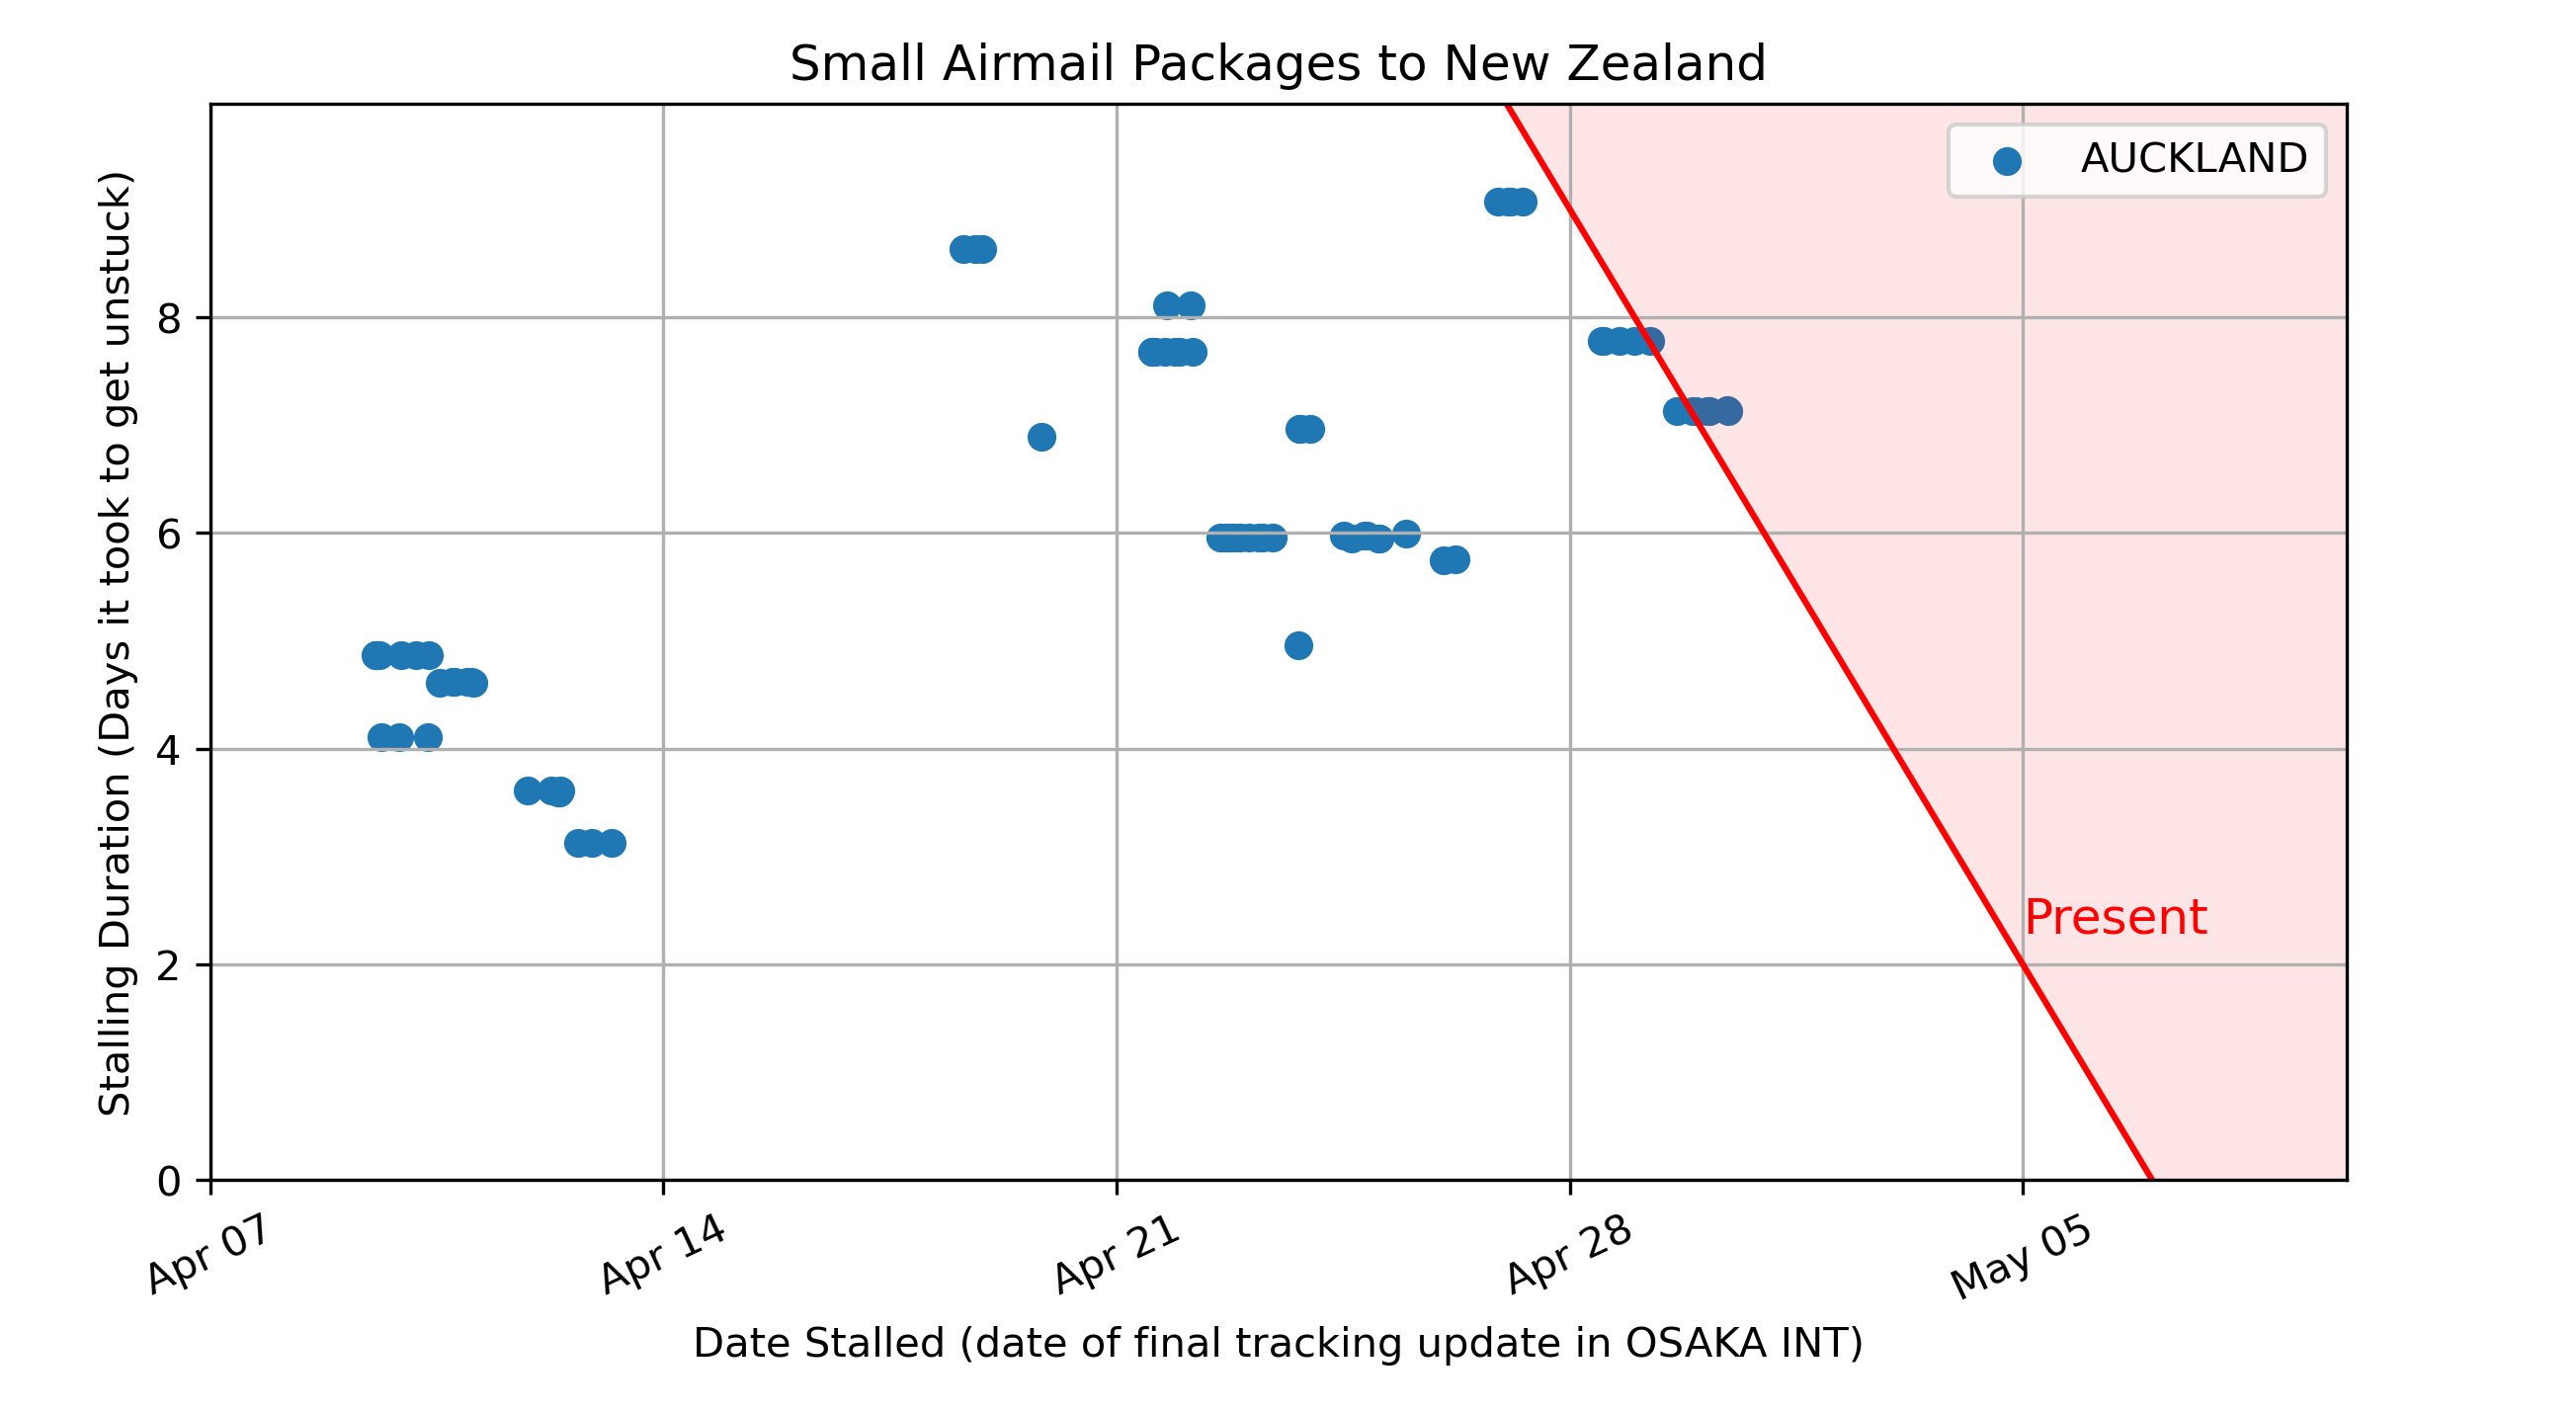 Small Airmail Packages to New Zealand
AUCKLAND
Stalling Duration (Days it took to get unstuck)
8
6
4
2
0
Present
Apr 07
Apr 14
Apr 21
Apr 28
May 05
Date Stalled (date of final tracking update in OSAKA INT)